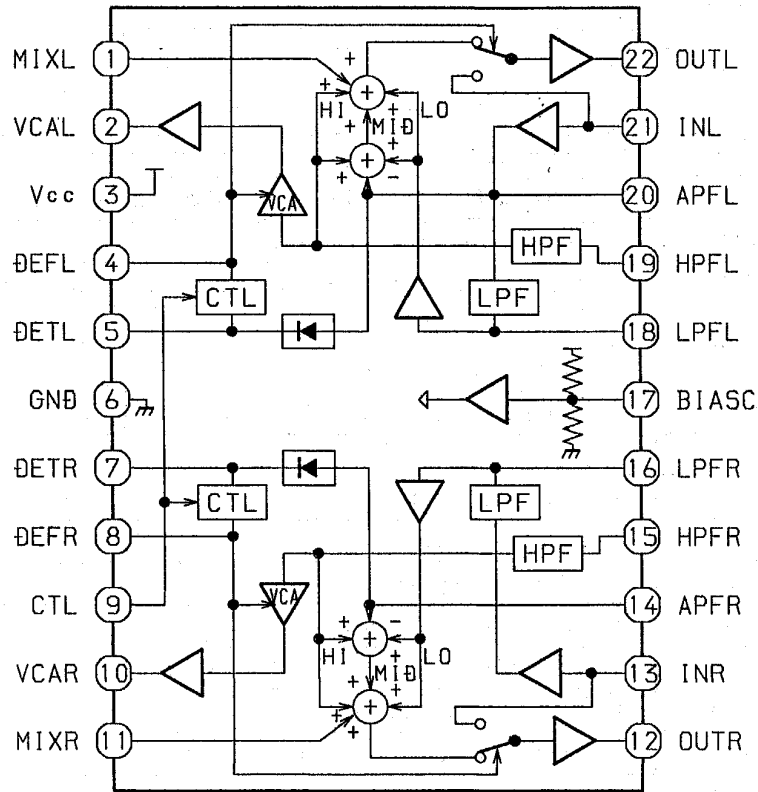 MIXL 1
VCAL 2
Vcc 3
DEFL 4
DETL 5
GND 6
DETR 7
DEFR 8
CTL 9
VCAR 10
MIXR 11
22 OUTL
21 INL
20 APFL
19 HPFL
18 LPFL
17 BIASC
16 LPFR
15 HPFR
14 APFR
13 INR
12 OUTR
+
+ + +
HI + LO
+ MID
+
+
+ -
VCA
HPF
CTL
LPF
CTL
LPF
HPF
VCA
+ -
+
HI + LO
MID
+ +
+ +
+